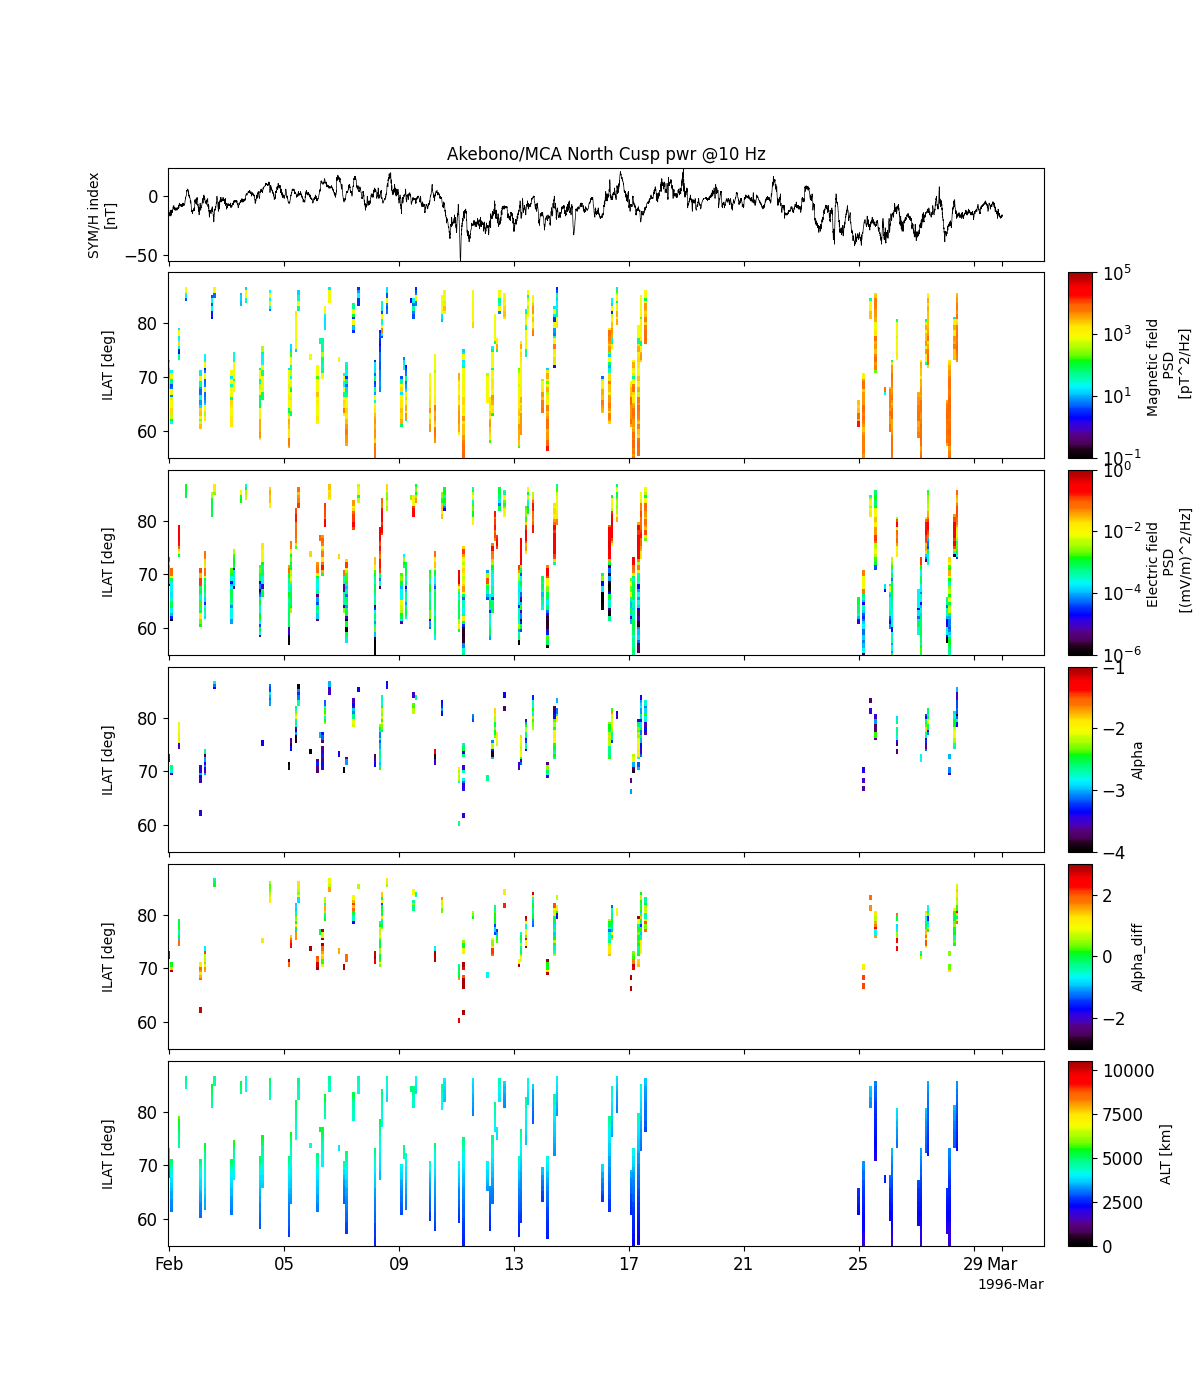 Akebono/MCA North Cusp pwr @10 Hz
SYM/H index
[nT]
0
−50
ILAT [deg]
80
70
60
10^5
10^3
10^1
10^−1
Magnetic field
PSD
[pT^2/Hz]
ILAT [deg]
80
70
60
10^0
10^−2
10^−4
10^−6
Electric field
PSD
[(mV/m)^2/Hz]
ILAT [deg]
80
70
60
−1
−2
−3
−4
Alpha
ILAT [deg]
80
70
60
2
0
−2
Alpha_diff
ILAT [deg]
80
70
60
10000
7500
5000
2500
0
ALT [km]
Feb 05 09 13 17 21 25 29 Mar
1996-Mar